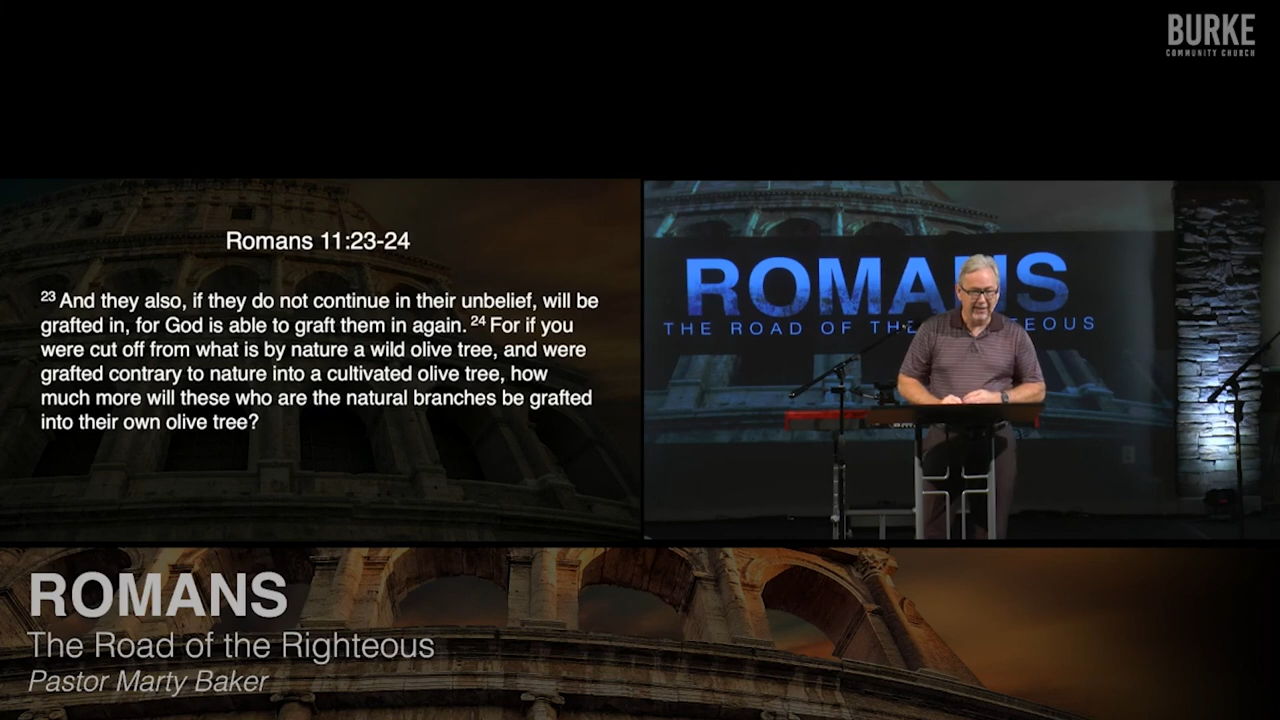 BURKE
COMMUNITY CHURCH
Romans 11:23-24
23 And they also, if they do not continue in their unbelief, will be
grafted in, for God is able to graft them in again. 24 For if you
were cut off from what is by nature a wild olive tree, and were
grafted contrary to nature into a cultivated olive tree, how
much more will these who are the natural branches be grafted
into their own olive tree?
ROMANS
THE ROAD OF THE TEOUS
ROMANS
The Road of the Righteous
Pastor Marty Baker